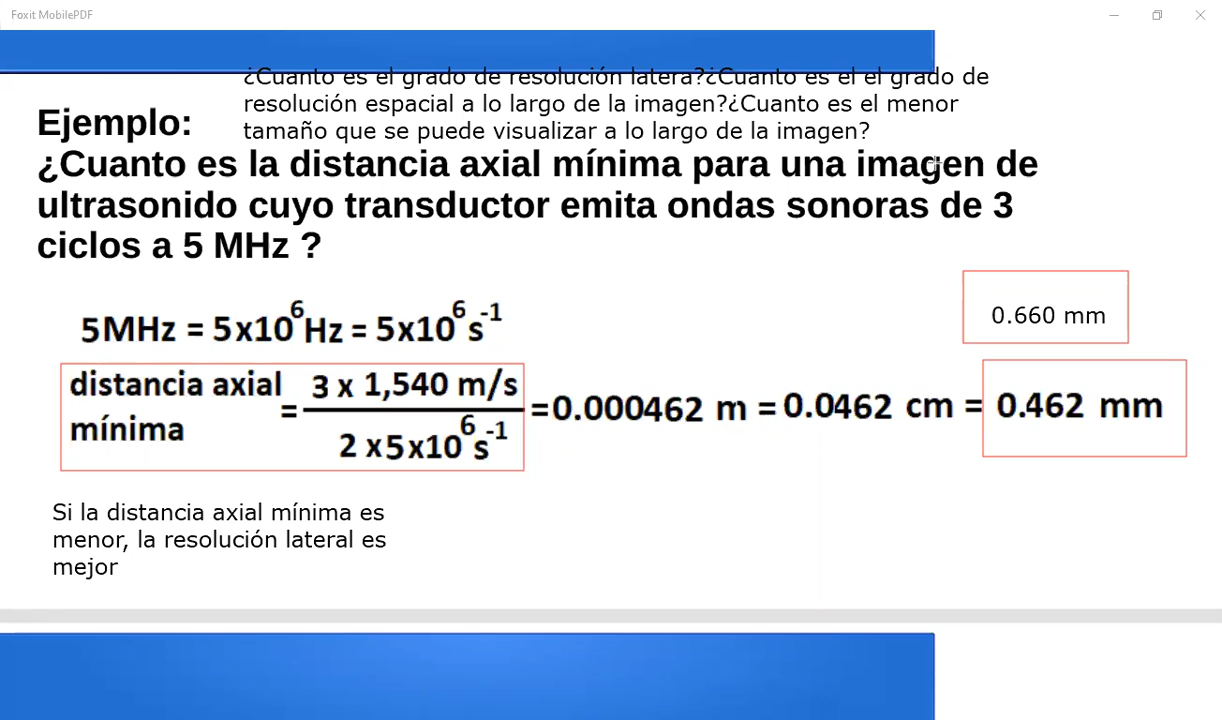 Foxit MobilePDF
¿Cuanto es el grado de resolución latera?¿Cuanto es el el grado de
resolución espacial a lo largo de la imagen?¿Cuanto es el menor
tamaño que se puede visualizar a lo largo de la imagen?
Ejemplo:
¿Cuanto es la distancia axial mínima para una imagen de
ultrasonido cuyo transductor emita ondas sonoras de 3
ciclos a 5 MHz ?
0.660 mm
5MHz = 5x10⁶Hz = 5x10⁶s⁻¹
distancia axial
mínima
= 3 x 1,540 m/s
2 x5x10⁶s⁻¹
=0.000462 m = 0.0462 cm = 0.462 mm
Si la distancia axial mínima es
menor, la resolución lateral es
mejor